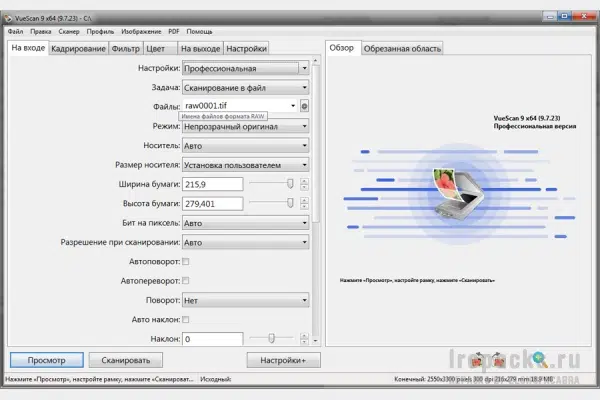 VueScan 9 x64 (9.7.23) - C:\
Файл Правка Сканер Профиль Изображение PDF Помощь
На входе Кадрирование Фильтр Цвет На выходе Настройки
Обзор Обрезанная область
Настройки: Профессиональная
Задача: Сканирование в файл
Файлы: raw0001.tif
Имена файлов формата RAW
Режим: Непрозрачный оригинал
Носитель: Авто
Размер носителя: Установка пользователем
Ширина бумаги: 215,9
Высота бумаги: 279,401
Бит на пиксель: Авто
Разрешение при сканировании: Авто
Автоповорот:
Автопереворот:
Поворот: Нет
Авто наклон:
Наклон: 0
VueScan 9 x64 (9.7.23)
Профессиональная версия
Нажмите «Просмотр», настройте рамку, нажмите «Сканировать»
Просмотр Сканировать Настройки+
lrepack.ru
Нажмите «Просмотр», настройте рамку, нажмите «Сканироват... Исходный: Конечный: 2550x3300 pixels 300 dpi 216x279 mm 18.9 MB